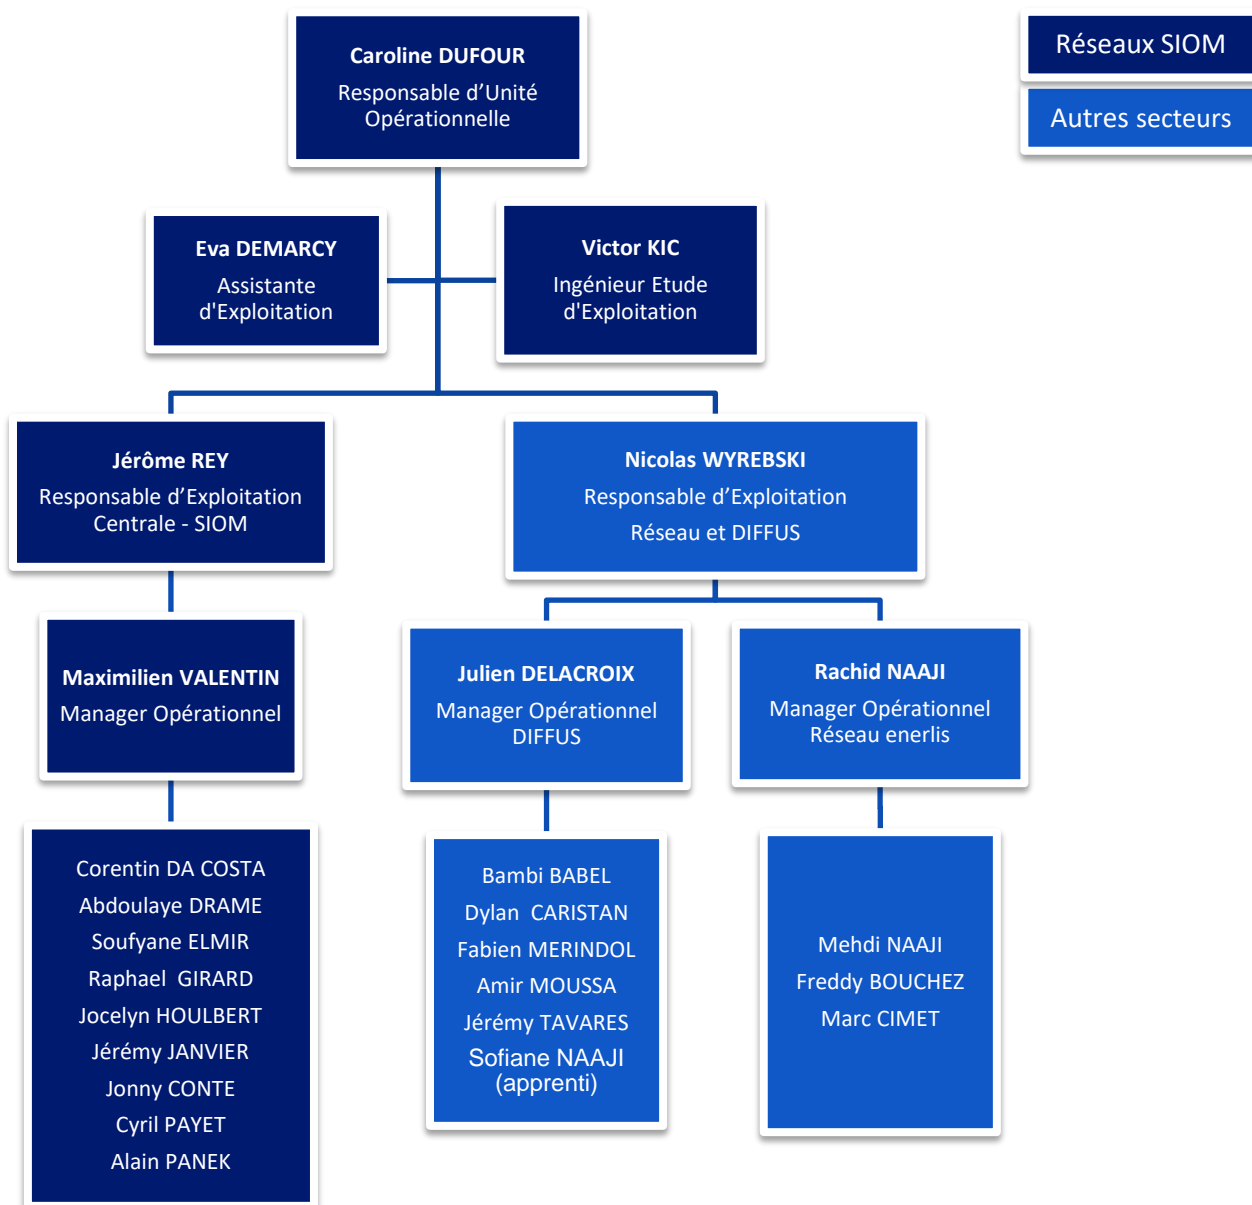 Caroline DUFOUR
Responsable d’Unité
Opérationnelle
Réseaux SIOM
Autres secteurs
Eva DEMARCY
Assistante
d'Exploitation
Victor KIC
Ingénieur Etude
d'Exploitation
Jérôme REY
Responsable d’Exploitation
Centrale - SIOM
Nicolas WYREBSKI
Responsable d’Exploitation
Réseau et DIFFUS
Maximilien VALENTIN
Manager Opérationnel
Julien DELACROIX
Manager Opérationnel
DIFFUS
Rachid NAAJI
Manager Opérationnel
Réseau enerlis
Corentin DA COSTA
Abdoulaye DRAME
Soufyane ELMIR
Raphael GIRARD
Jocelyn HOULBERT
Jérémy JANVIER
Jonny CONTE
Cyril PAYET
Alain PANEK
Bambi BABEL
Dylan CARISTAN
Fabien MERINDOL
Amir MOUSSA
Jérémy TAVARES
Sofiane NAAJI
(apprenti)
Mehdi NAAJI
Freddy BOUCHEZ
Marc CIMET